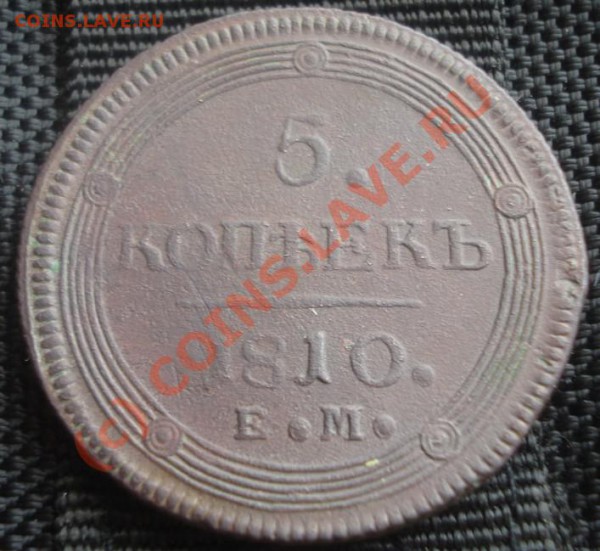 COINS.LAVE.RU
5.
КОПѢЕКЪ
1810.
Е.М.
(c) COINS.LAVE.RU